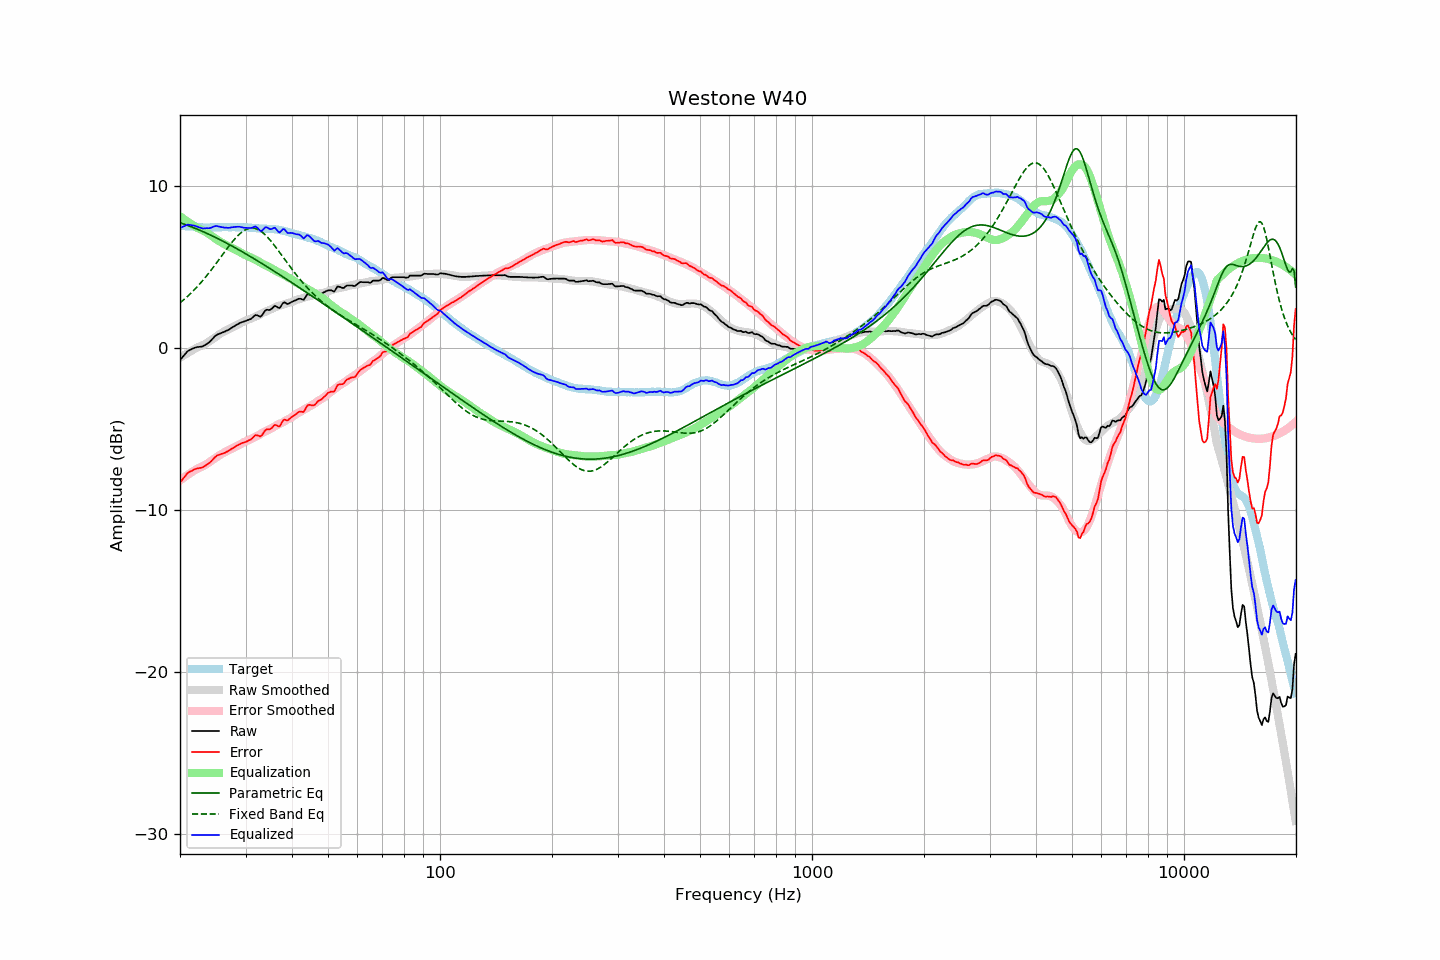 Westone W40
Amplitude (dBr)
10
0
−10
−20
−30
Target
Raw Smoothed
Error Smoothed
Raw
Error
Equalization
Parametric Eq
Fixed Band Eq
Equalized
100
1000
10000
Frequency (Hz)